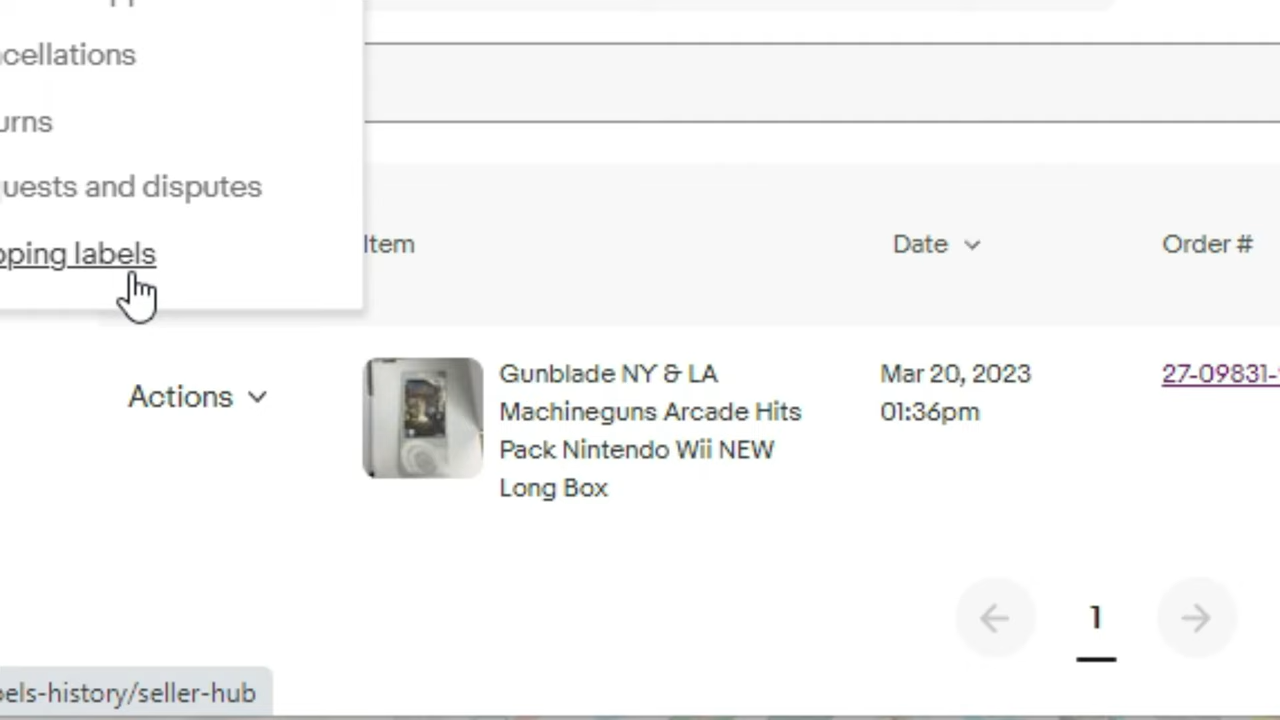 cellations
urns
uests and disputes
pping labels
Item
Date
Order #
Actions
Gunblade NY & LA
Machineguns Arcade Hits
Pack Nintendo Wii NEW
Long Box
Mar 20, 2023
01:36pm
27-09831-
1
els-history/seller-hub